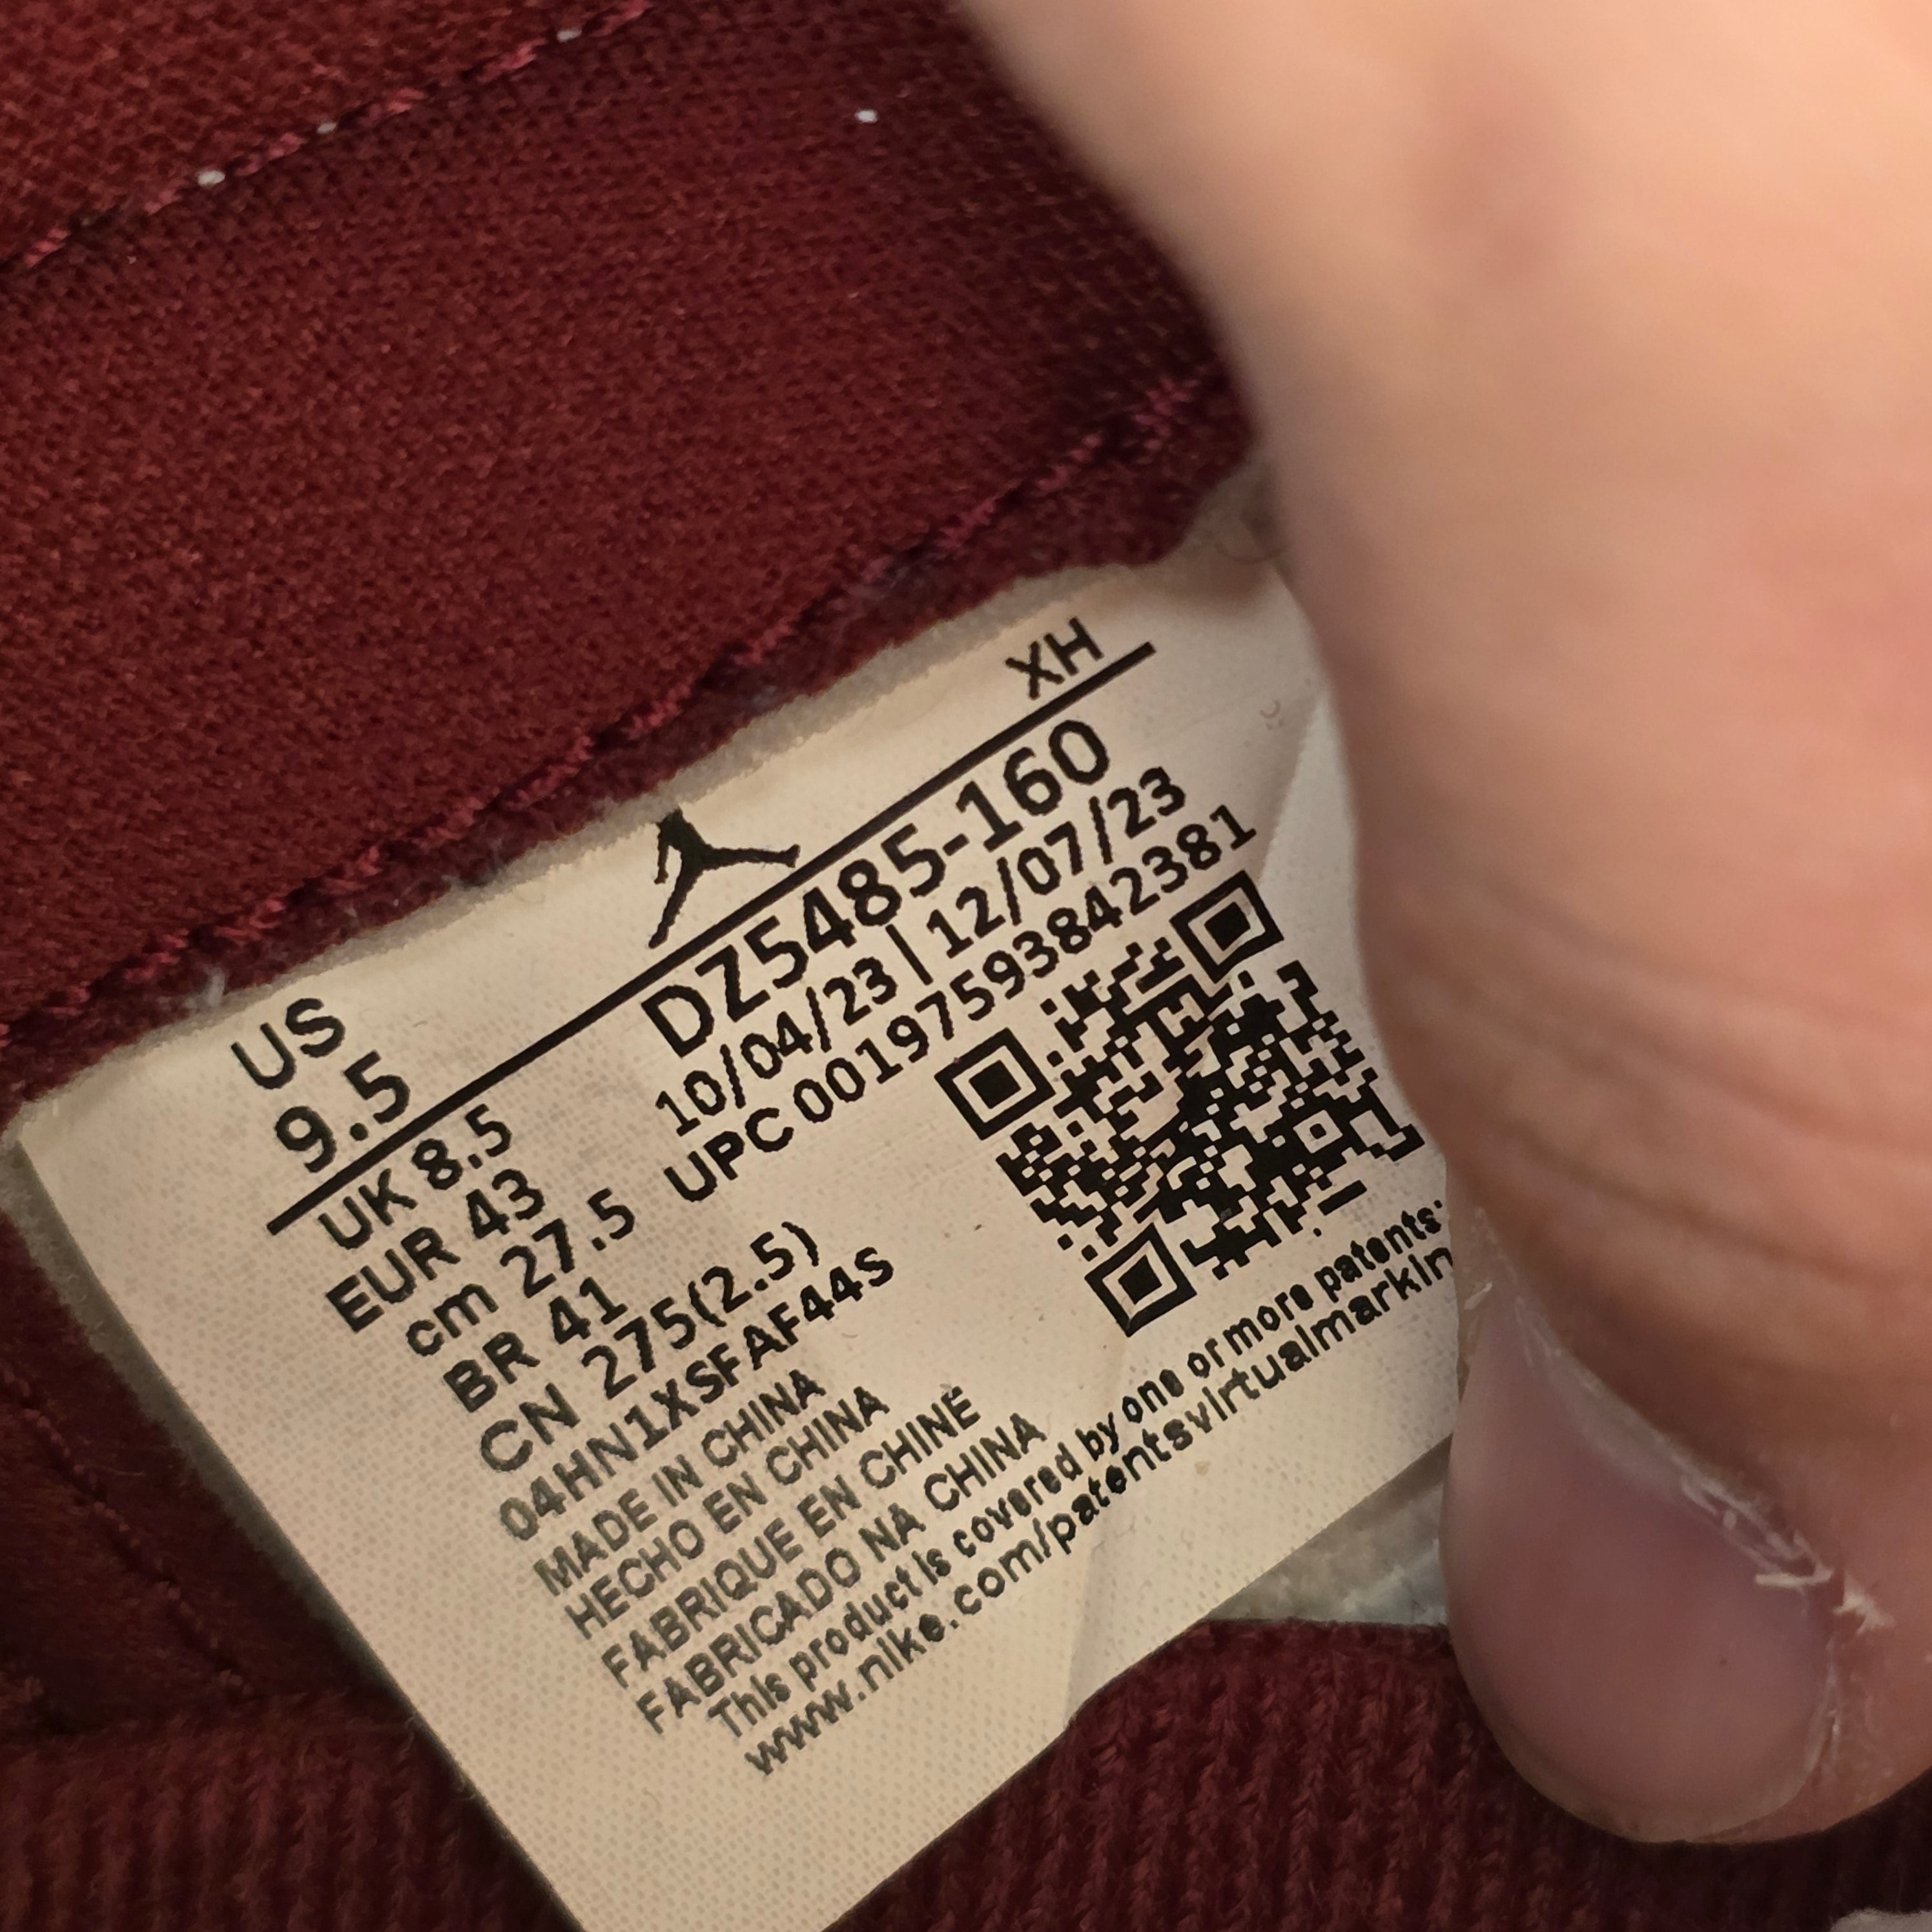 XH
US
9.5
UK 8.5
EUR 43
cm 27.5
BR 41
CN 275(2.5)
04HN1XSFAF44S
DZ5485-160
10/04/23 | 12/07/23
UPC 00197593842381
MADE IN CHINA
HECHO EN CHINA
FABRIQUE EN CHINE
FABRICADO NA CHINA
This product is covered by one or more patents:
www.nike.com/patentsvirtualmarkin